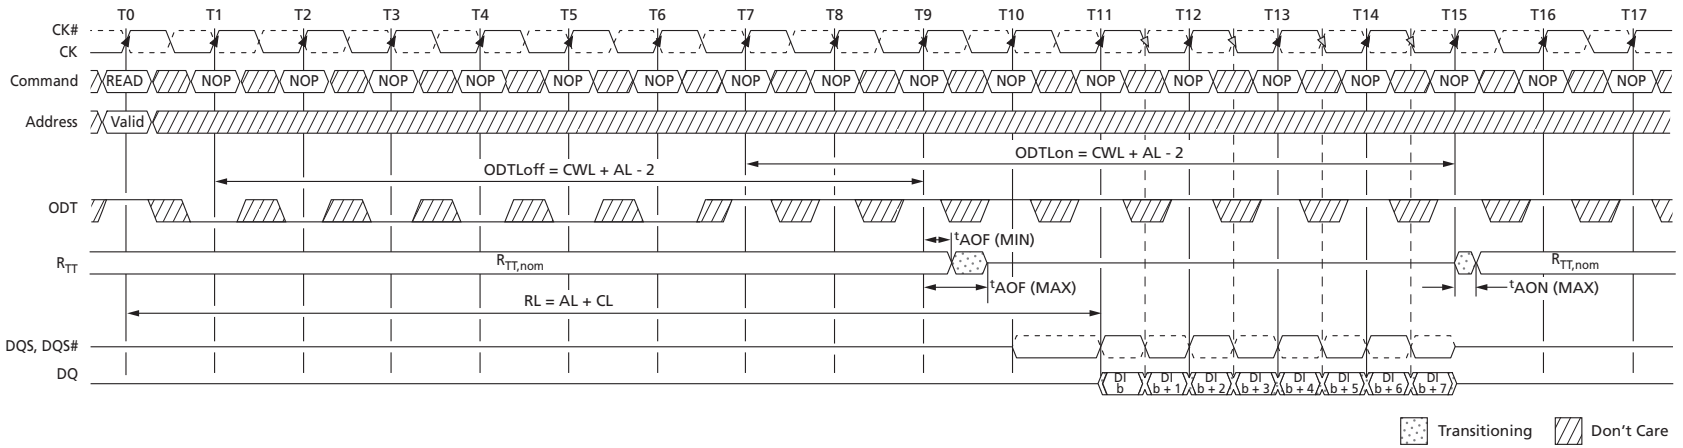 T0 T1 T2 T3 T4 T5 T6 T7 T8 T9 T10 T11 T12 T13 T14 T15 T16 T17
CK#
CK
Command READ NOP NOP NOP NOP NOP NOP NOP NOP NOP NOP NOP NOP NOP NOP NOP NOP NOP
Address Valid
ODTLon = CWL + AL - 2
ODTLoff = CWL + AL - 2
ODT
tAOF (MIN)
RTT RTT,nom RTT,nom
tAOF (MAX) tAON (MAX)
RL = AL + CL
DQS, DQS#
DQ
DI DI DI DI DI DI DI DI
b b + 1 b + 2 b + 3 b + 4 b + 5 b + 6 b + 7
Transitioning Don't Care